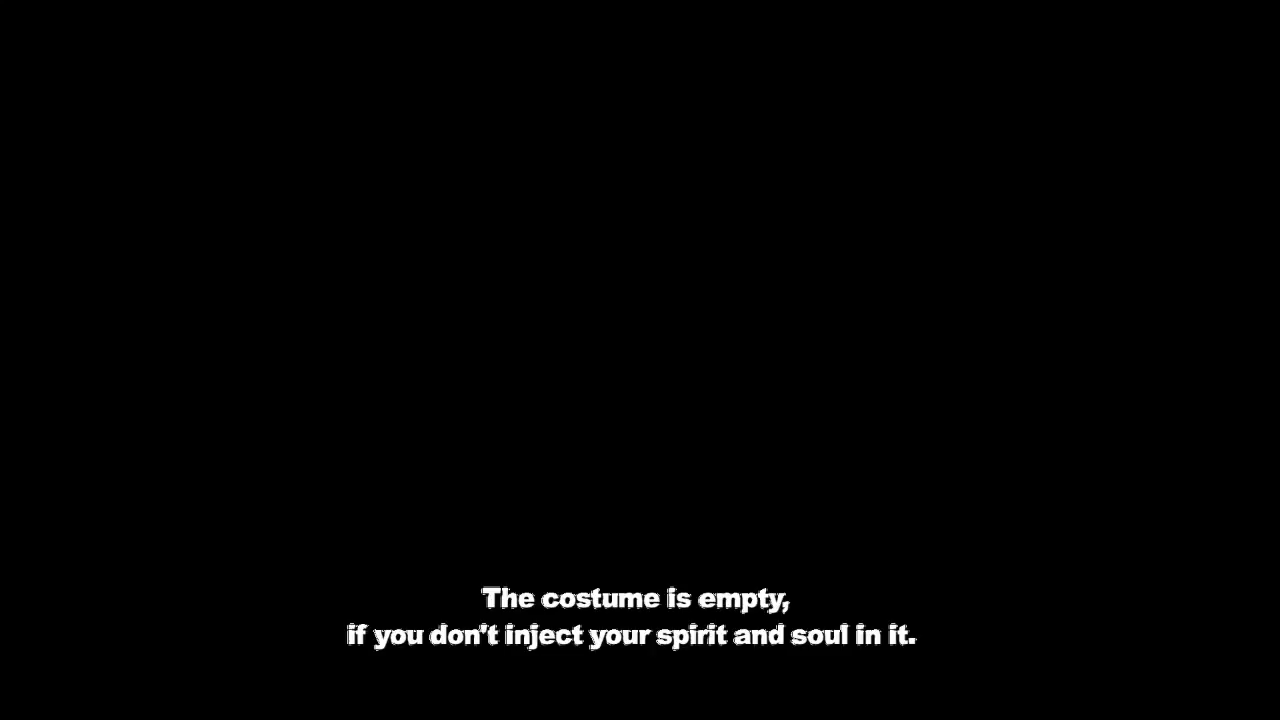 The costume is empty,
if you don't inject your spirit and soul in it.